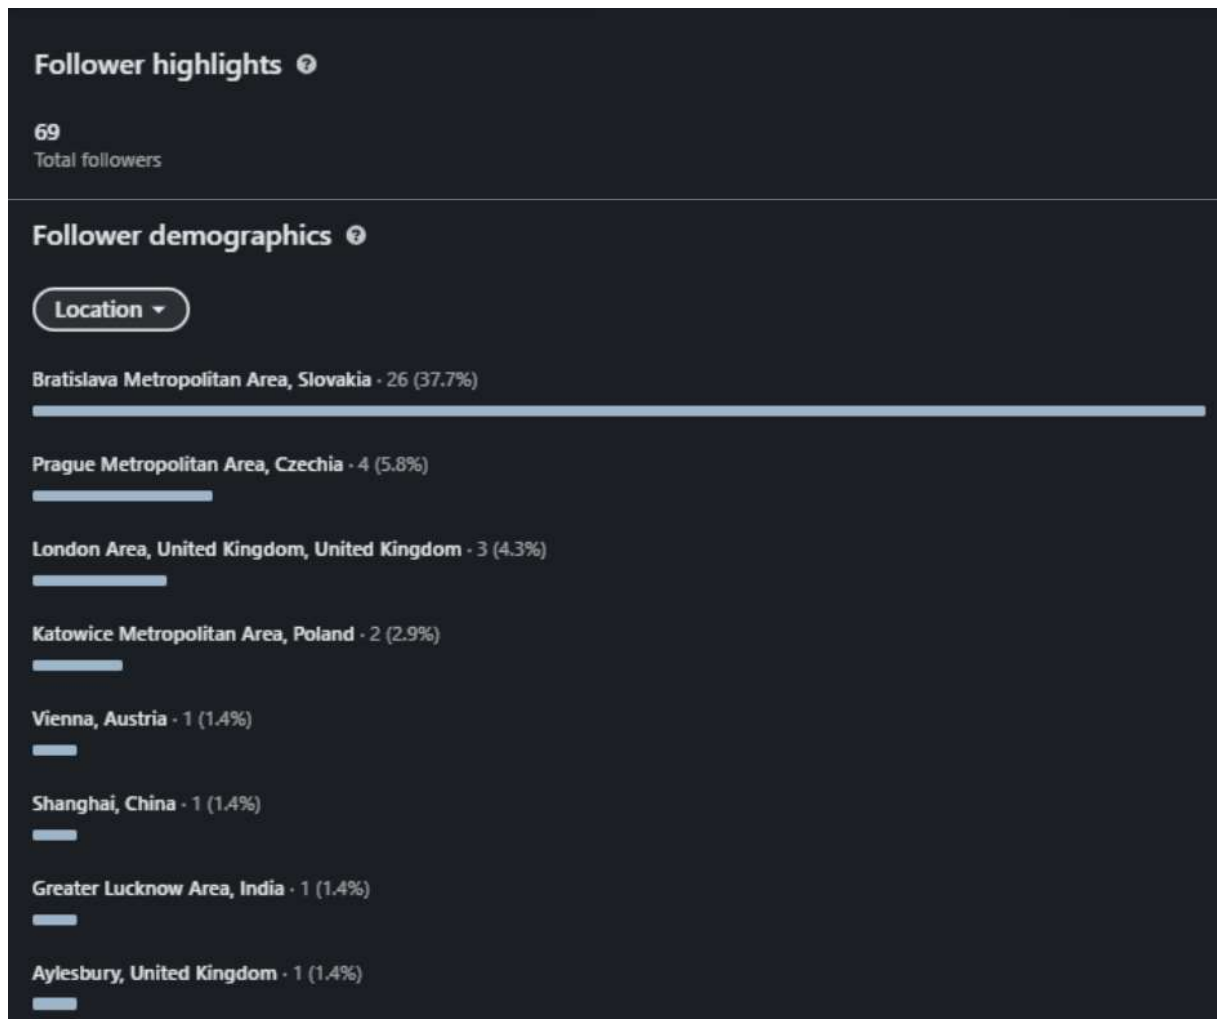 Follower highlights
69
Total followers
Follower demographics
Location
Bratislava Metropolitan Area, Slovakia · 26 (37.7%)
Prague Metropolitan Area, Czechia · 4 (5.8%)
London Area, United Kingdom, United Kingdom · 3 (4.3%)
Katowice Metropolitan Area, Poland · 2 (2.9%)
Vienna, Austria · 1 (1.4%)
Shanghai, China · 1 (1.4%)
Greater Lucknow Area, India · 1 (1.4%)
Aylesbury, United Kingdom · 1 (1.4%)